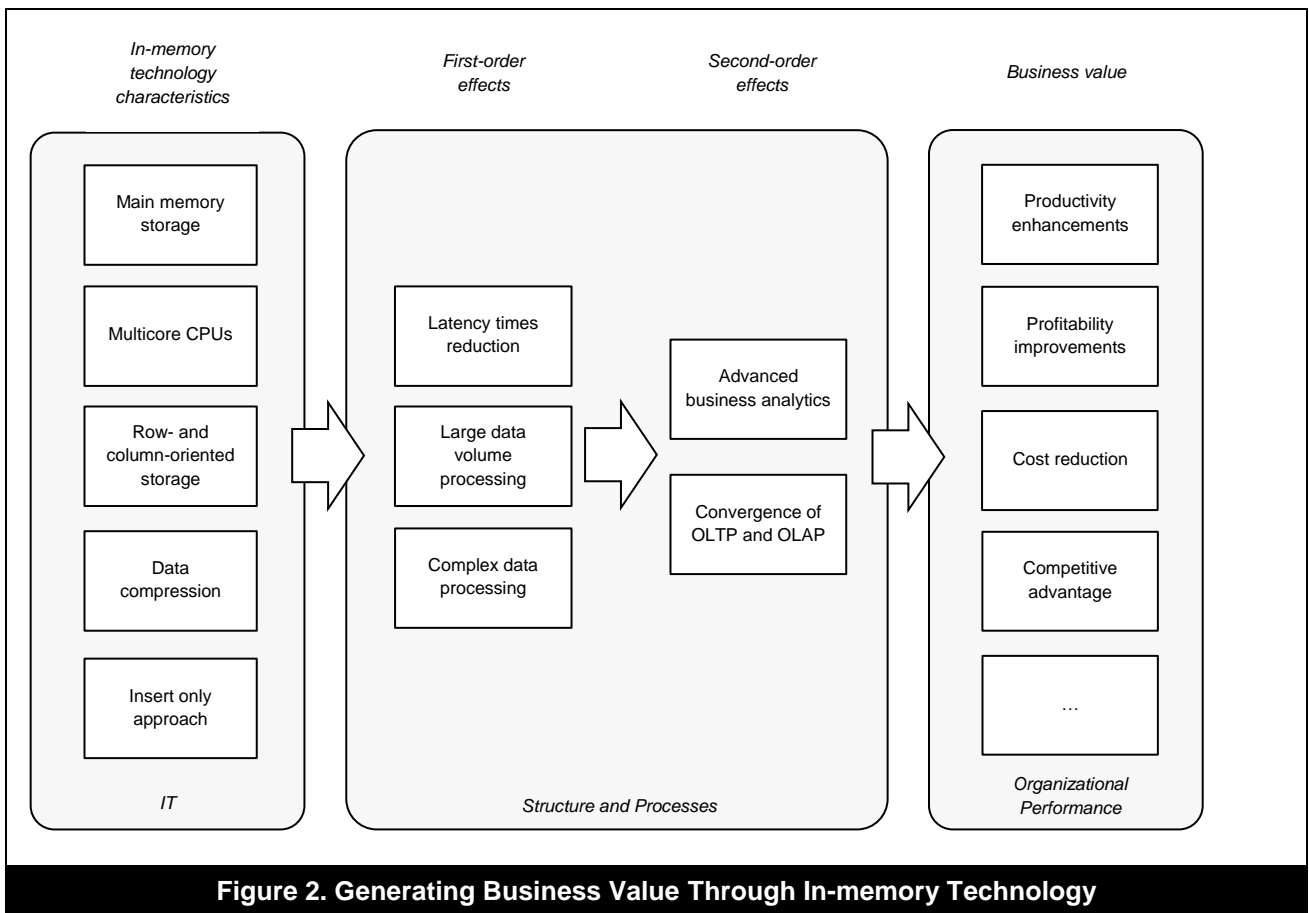 In-memory
technology
characteristics
First-order
effects
Second-order
effects
Business value
Main memory
storage
Multicore CPUs
Row- and
column-oriented
storage
Data
compression
Insert only
approach
IT
Latency times
reduction
Large data
volume
processing
Complex data
processing
Advanced
business analytics
Convergence of
OLTP and OLAP
Structure and Processes
Productivity
enhancements
Profitability
improvements
Cost reduction
Competitive
advantage
…
Organizational
Performance
Figure 2. Generating Business Value Through In-memory Technology